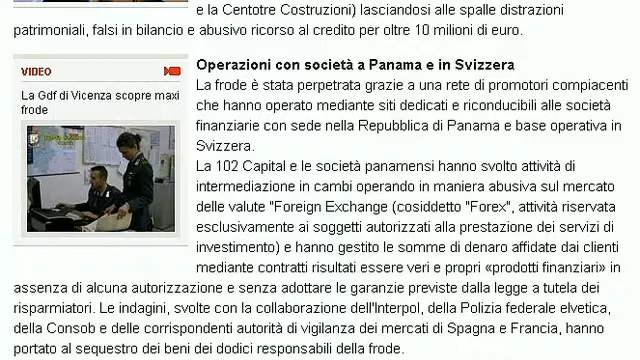 e la Centotre Costruzioni) lasciandosi alle spalle distrazioni
patrimoniali, falsi in bilancio e abusivo ricorso al credito per oltre 10 milioni di euro.
VIDEO
La Gdf di Vicenza scopre maxi
frode
Operazioni con società a Panama e in Svizzera
La frode è stata perpetrata grazie a una rete di promotori compiacenti
che hanno operato mediante siti dedicati e riconducibili alle società
finanziarie con sede nella Repubblica di Panama e base operativa in
Svizzera.
La 102 Capital e le società panamensi hanno svolto attività di
intermediazione in cambi operando in maniera abusiva sul mercato
delle valute "Foreign Exchange (cosiddetto "Forex", attività riservata
esclusivamente ai soggetti autorizzati alla prestazione dei servizi di
investimento) e hanno gestito le somme di denaro affidate dai clienti
mediante contratti risultati essere veri e propri «prodotti finanziari» in
assenza di alcuna autorizzazione e senza adottare le garanzie previste dalla legge a tutela dei
risparmiatori. Le indagini, svolte con la collaborazione dell'Interpol, della Polizia federale elvetica,
della Consob e delle corrispondenti autorità di vigilanza dei mercati di Spagna e Francia, hanno
portato al sequestro dei beni dei dodici responsabili della frode.